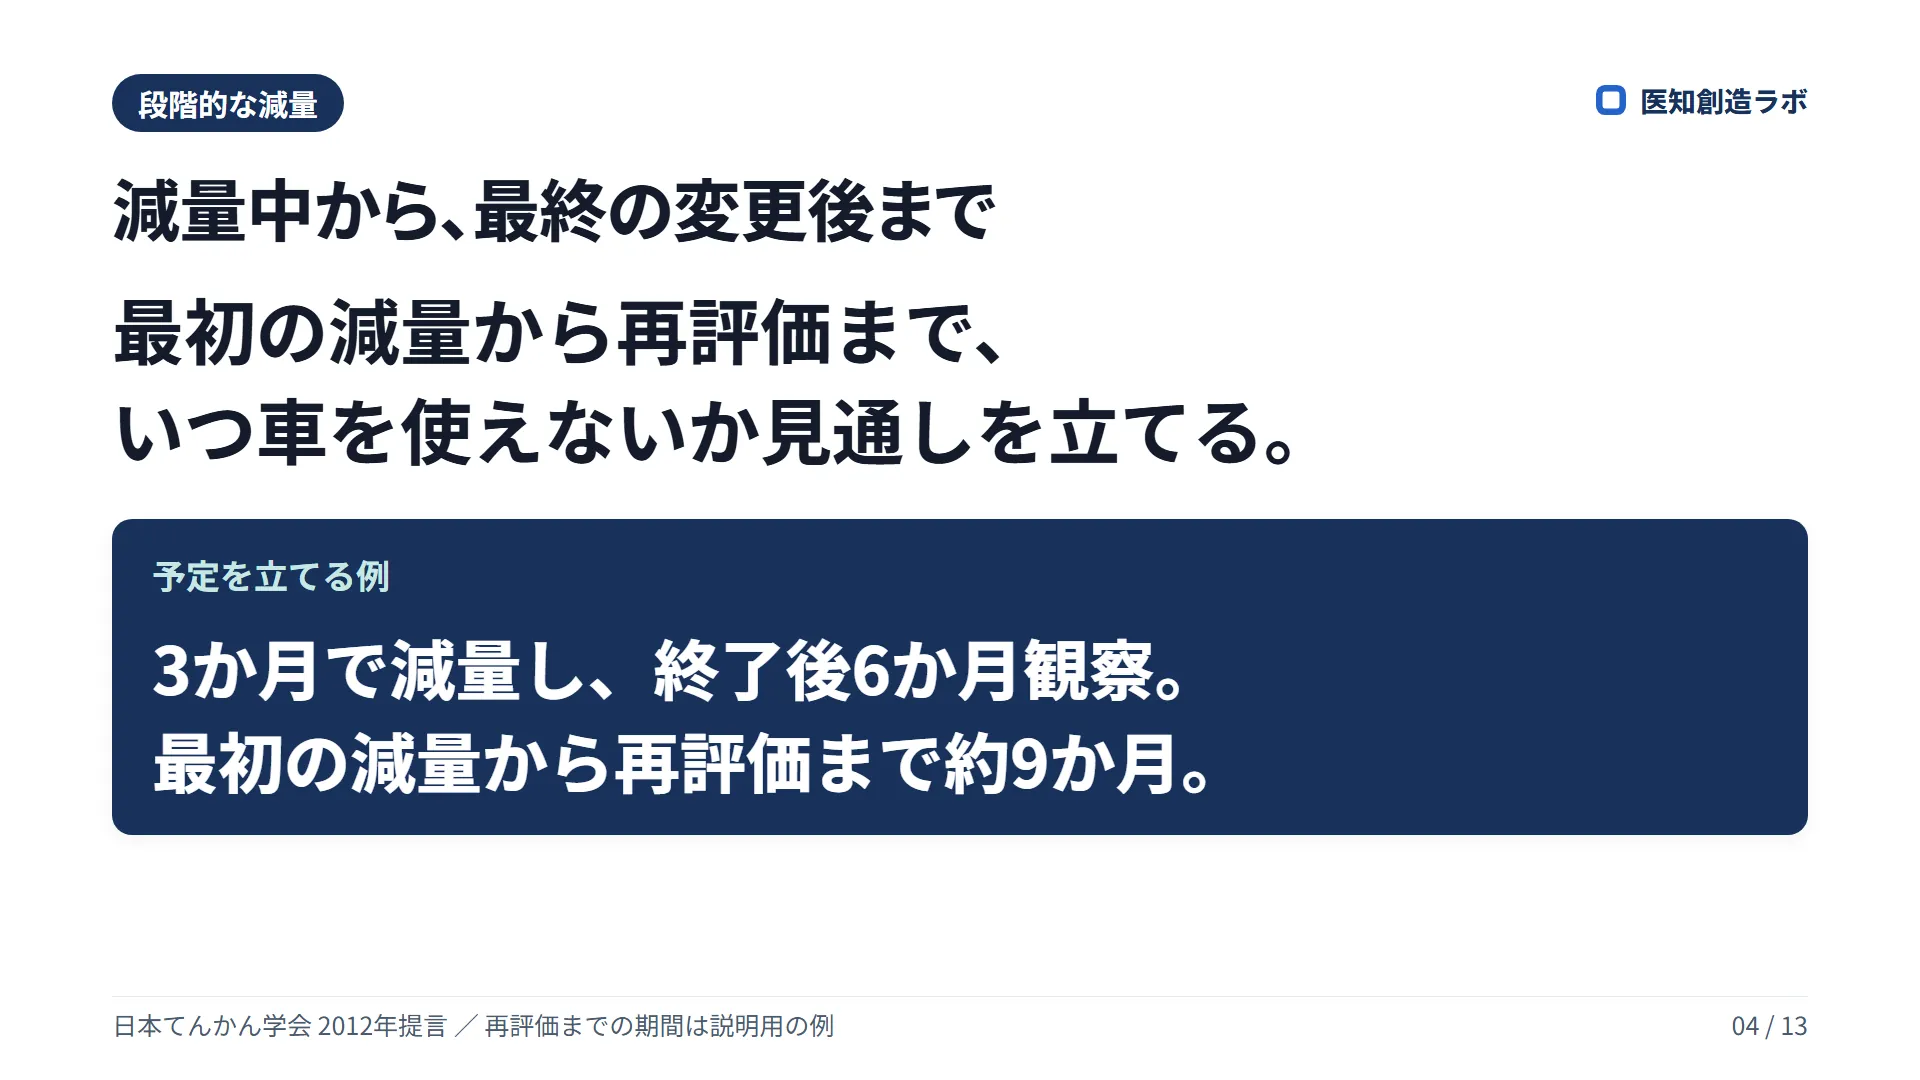 段階的な減量
医知創造ラボ
減量中から、最終の変更後まで
最初の減量から再評価まで、
いつ車を使えないか見通しを立てる。
予定を立てる例
3か月で減量し、終了後6か月観察。
最初の減量から再評価まで約9か月。
日本てんかん学会 2012年提言 ／ 再評価までの期間は説明用の例
04 / 13